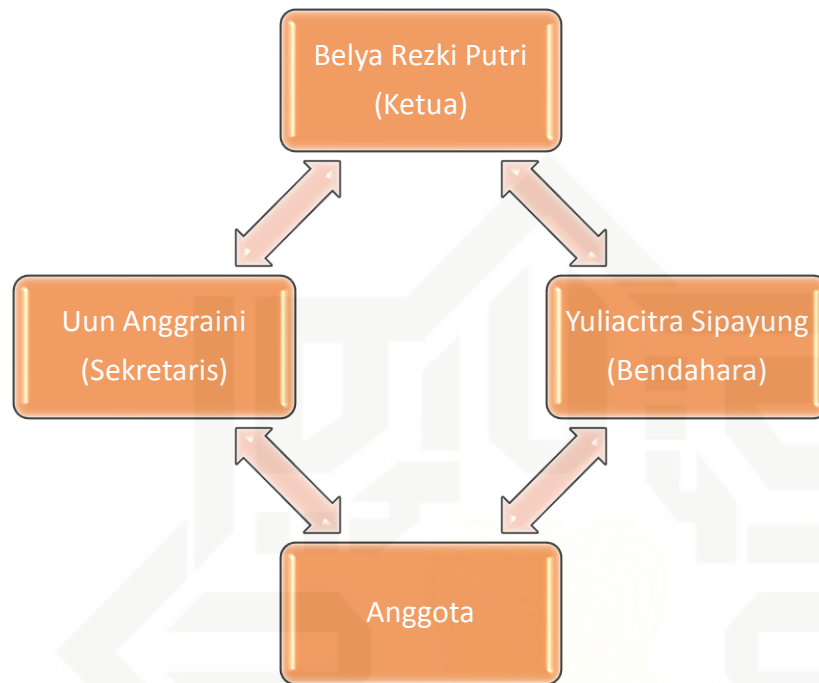 Belya Rezki Putri
(Ketua)
Uun Anggraini
(Sekretaris)
Yuliacitra Sipayung
(Bendahara)
Anggota